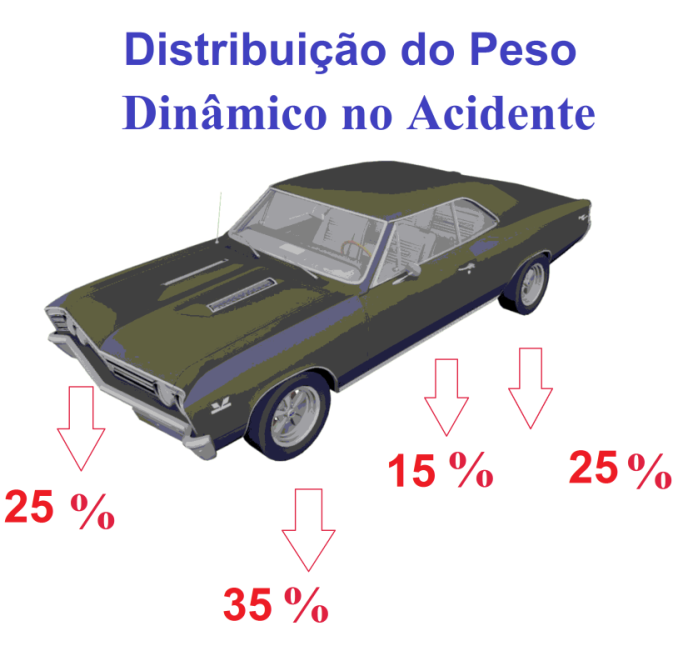 Distribuição do Peso
Dinâmico no Acidente
15 %
25 %
25 %
35 %